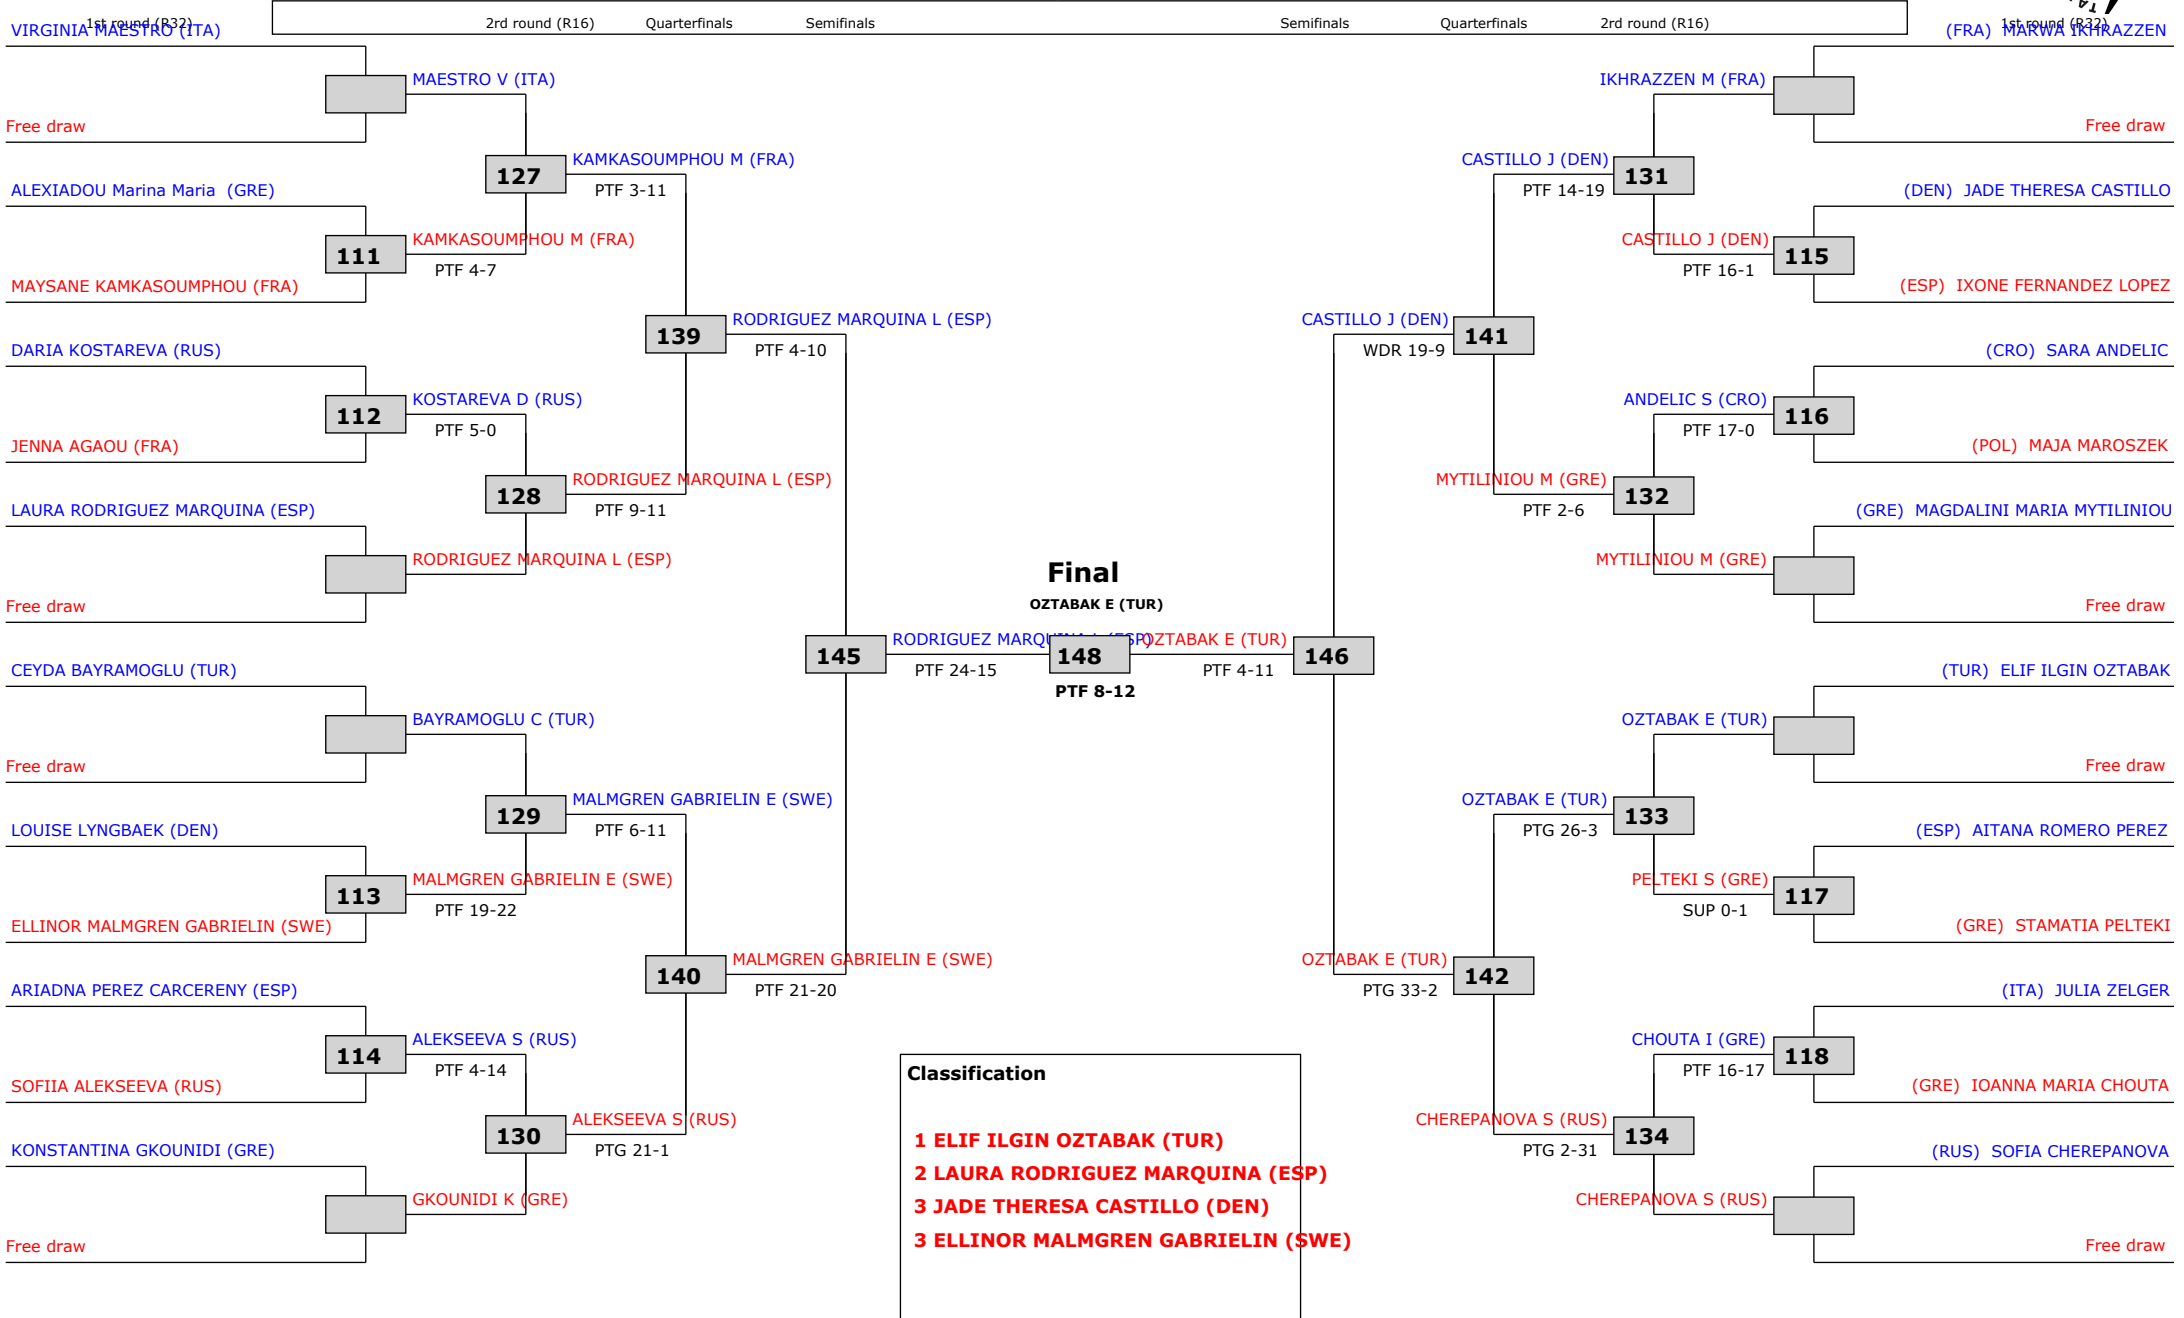 1st round (R32)
2rd round (R16)
Quarterfinals
Semifinals
Semifinals
Quarterfinals
2rd round (R16)
1st round (R32)
VIRGINIA MAESTRO (ITA)
MAESTRO V (ITA)
Free draw
127
KAMKASOUMPHOU M (FRA)
PTF 3-11
ALEXIADOU Marina Maria (GRE)
111
KAMKASOUMPHOU M (FRA)
PTF 4-7
MAYSANE KAMKASOUMPHOU (FRA)
139
RODRIGUEZ MARQUINA L (ESP)
PTF 4-10
DARIA KOSTAREVA (RUS)
112
KOSTAREVA D (RUS)
PTF 5-0
JENNA AGAOU (FRA)
128
RODRIGUEZ MARQUINA L (ESP)
PTF 9-11
LAURA RODRIGUEZ MARQUINA (ESP)
RODRIGUEZ MARQUINA L (ESP)
Free draw
145
RODRIGUEZ MARQUINA L (ESP)
PTF 24-15
CEYDA BAYRAMOGLU (TUR)
BAYRAMOGLU C (TUR)
Free draw
129
MALMGREN GABRIELIN E (SWE)
PTF 6-11
LOUISE LYNGBAEK (DEN)
113
MALMGREN GABRIELIN E (SWE)
PTF 19-22
ELLINOR MALMGREN GABRIELIN (SWE)
140
MALMGREN GABRIELIN E (SWE)
PTF 21-20
ARIADNA PEREZ CARCERENY (ESP)
114
ALEKSEEVA S (RUS)
PTF 4-14
SOFIIA ALEKSEEVA (RUS)
130
ALEKSEEVA S (RUS)
PTG 21-1
KONSTANTINA GKOUNIDI (GRE)
GKOUNIDI K (GRE)
Free draw
Final
OZTABAK E (TUR)
148
PTF 8-12
OZTABAK E (TUR)
146
PTF 4-11
(FRA) MARWA IKHRAZZEN
IKHRAZZEN M (FRA)
Free draw
CASTILLO J (DEN)
131
PTF 14-19
(DEN) JADE THERESA CASTILLO
CASTILLO J (DEN)
115
PTF 16-1
(ESP) IXONE FERNANDEZ LOPEZ
CASTILLO J (DEN)
141
WDR 19-9
(CRO) SARA ANDELIC
ANDELIC S (CRO)
116
PTF 17-0
(POL) MAJA MAROSZEK
MYTILINIOU M (GRE)
132
PTF 2-6
(GRE) MAGDALINI MARIA MYTILINIOU
MYTILINIOU M (GRE)
Free draw
(TUR) ELIF ILGIN OZTABAK
OZTABAK E (TUR)
Free draw
OZTABAK E (TUR)
133
PTG 26-3
(ESP) AITANA ROMERO PEREZ
PELTEKI S (GRE)
117
SUP 0-1
(GRE) STAMATIA PELTEKI
OZTABAK E (TUR)
142
PTG 33-2
(ITA) JULIA ZELGER
CHOUTA I (GRE)
118
PTF 16-17
(GRE) IOANNA MARIA CHOUTA
CHEREPANOVA S (RUS)
134
PTG 2-31
(RUS) SOFIA CHEREPANOVA
CHEREPANOVA S (RUS)
Free draw
Classification
1 ELIF ILGIN OZTABAK (TUR)
2 LAURA RODRIGUEZ MARQUINA (ESP)
3 JADE THERESA CASTILLO (DEN)
3 ELLINOR MALMGREN GABRIELIN (SWE)